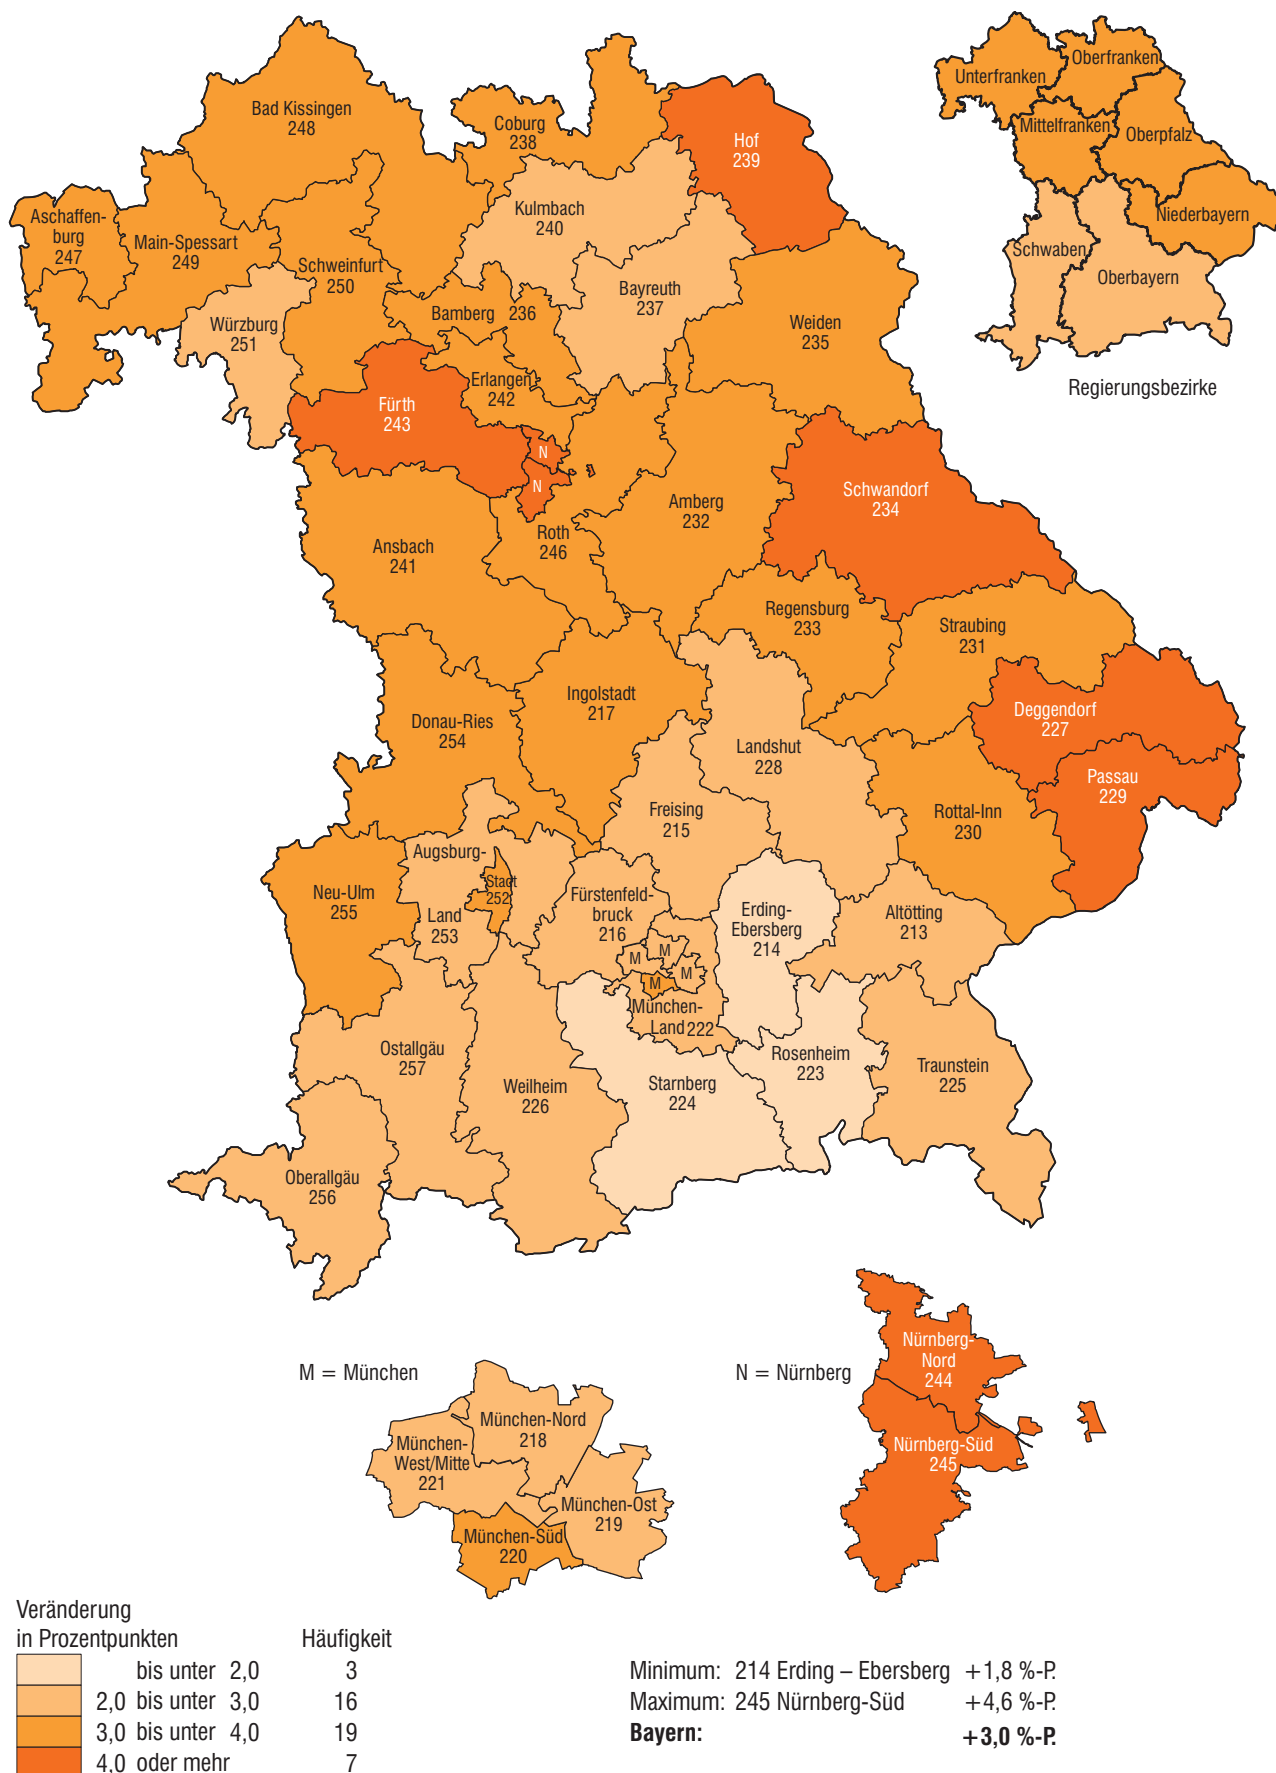 Bad Kissingen
248
Coburg
238
Hof
239
Unterfranken
Oberfranken
Mittelfranken
Oberpfalz
Niederbayern
Schwaben
Oberbayern
Regierungsbezirke
Aschaffen-
burg
247
Main-Spessart
249
Schweinfurt
250
Kulmbach
240
Bayreuth
237
Würzburg
251
Bamberg 236
Weiden
235
Erlangen
242
Fürth
243
N
N
Schwandorf
234
Amberg
232
Roth
246
Ansbach
241
Regensburg
233
Straubing
231
Ingolstadt
217
Donau-Ries
254
Deggendorf
227
Landshut
228
Passau
229
Freising
215
Rottal-Inn
230
Augsburg-
Land
253
Stadt
252
Neu-Ulm
255
Fürstenfeld-
bruck
216
Erding-
Ebersberg
214
Altötting
213
M
M
M
M
München-
Land 222
Ostallgäu
257
Weilheim
226
Starnberg
224
Rosenheim
223
Traunstein
225
Oberallgäu
256
M = München
München-Nord
218
München-
West/Mitte
221
München-Ost
219
München-Süd
220
N = Nürnberg
Nürnberg-
Nord
244
Nürnberg-Süd
245
Veränderung
in Prozentpunkten Häufigkeit
bis unter 2,0 3
2,0 bis unter 3,0 16
3,0 bis unter 4,0 19
4,0 oder mehr 7
Minimum: 214 Erding – Ebersberg +1,8 %-P.
Maximum: 245 Nürnberg-Süd +4,6 %-P.
Bayern: +3,0 %-P.